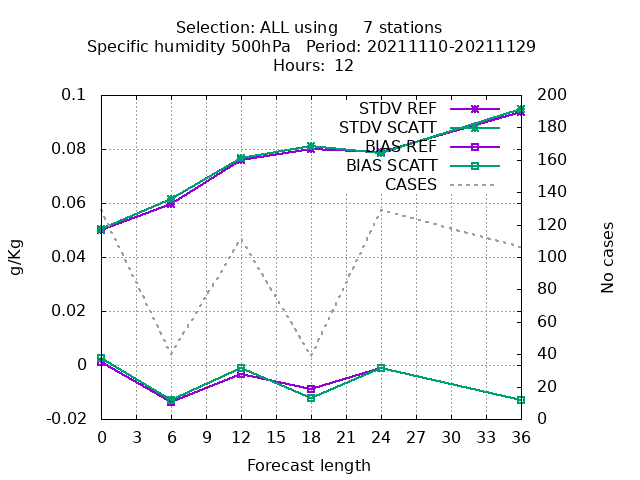 Selection: ALL using     7 stations
Specific humidity 500hPa   Period: 20211110-20211129
Hours: 12
0.1
0.08
0.06
0.04
0.02
0
-0.02
g/Kg
STDV REF
STDV SCATT
BIAS REF
BIAS SCATT
CASES
200
180
160
140
120
100
80
60
40
20
0
No cases
0 3 6 9 12 15 18 21 24 27 30 33 36
Forecast length